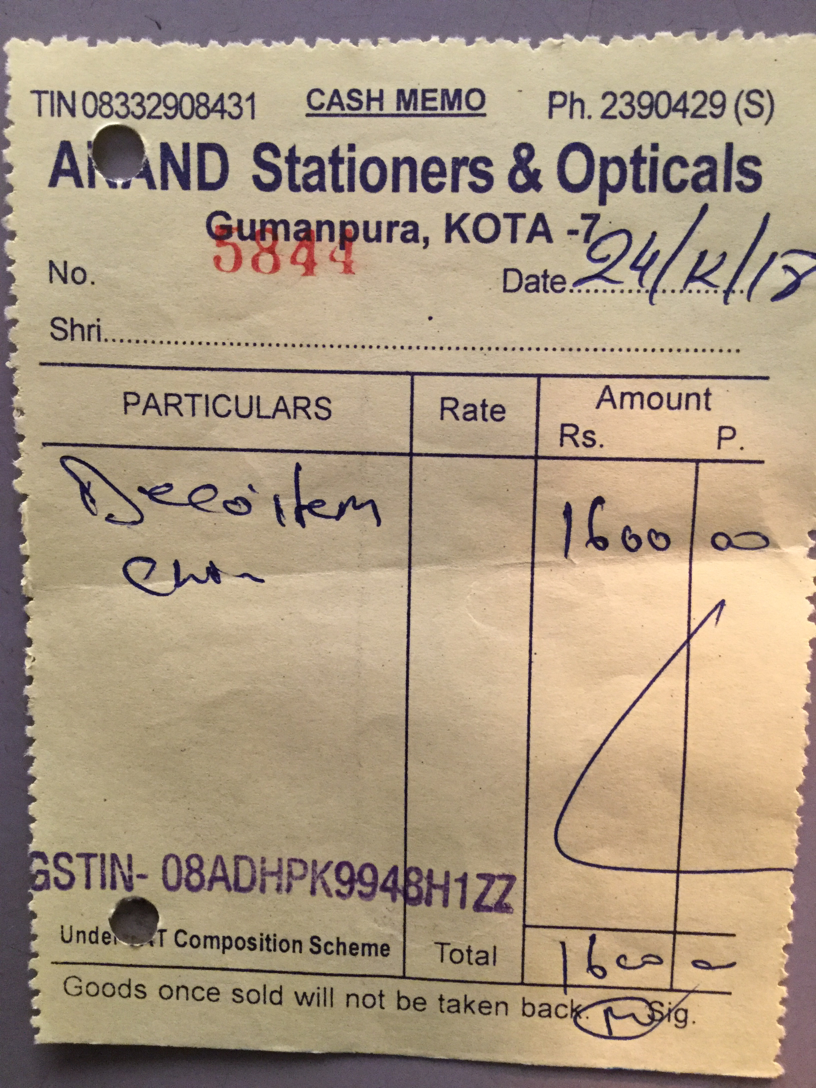 TIN 08332908431 CASH MEMO Ph. 2390429 (S)
ANAND Stationers & Opticals
Gumanpura, KOTA -7
No. 5844 Date 24/12/18
Shri
PARTICULARS Rate Amount
Rs. P.
item 1600 00
GSTIN- 08ADHPK9948H1ZZ
Under T Composition Scheme Total 1600
Goods once sold will not be taken back. Sig.